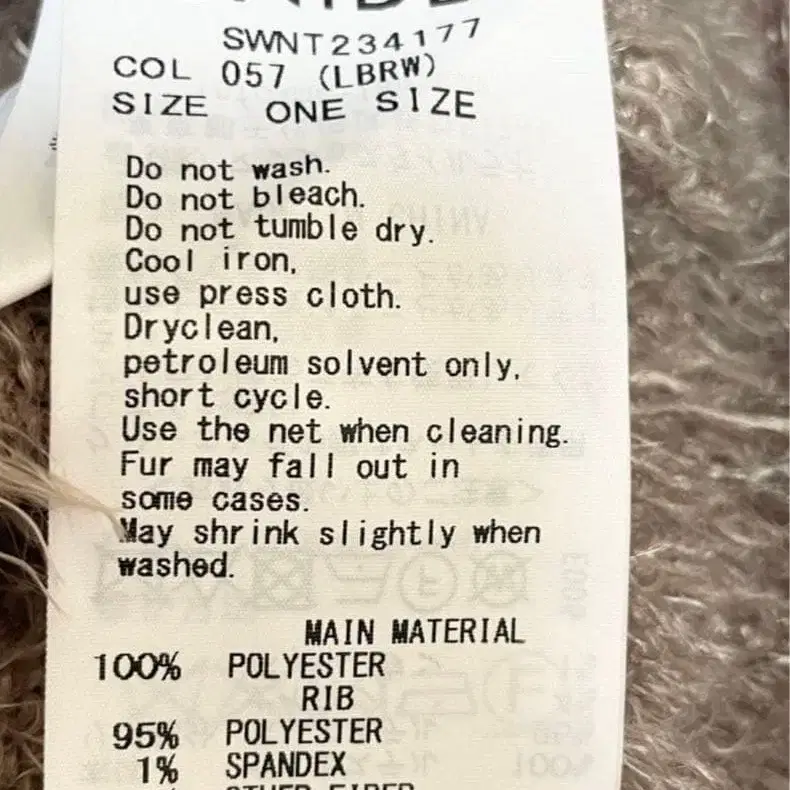 SWNT234177
COL 057 (LBRW)
SIZE ONE SIZE
Do not wash.
Do not bleach.
Do not tumble dry.
Cool iron,
use press cloth.
Dryclean,
petroleum solvent only,
short cycle.
Use the net when cleaning.
Fur may fall out in
some cases.
May shrink slightly when
washed.
MAIN MATERIAL
100% POLYESTER
RIB
95% POLYESTER
1% SPANDEX
OTHER FIBER